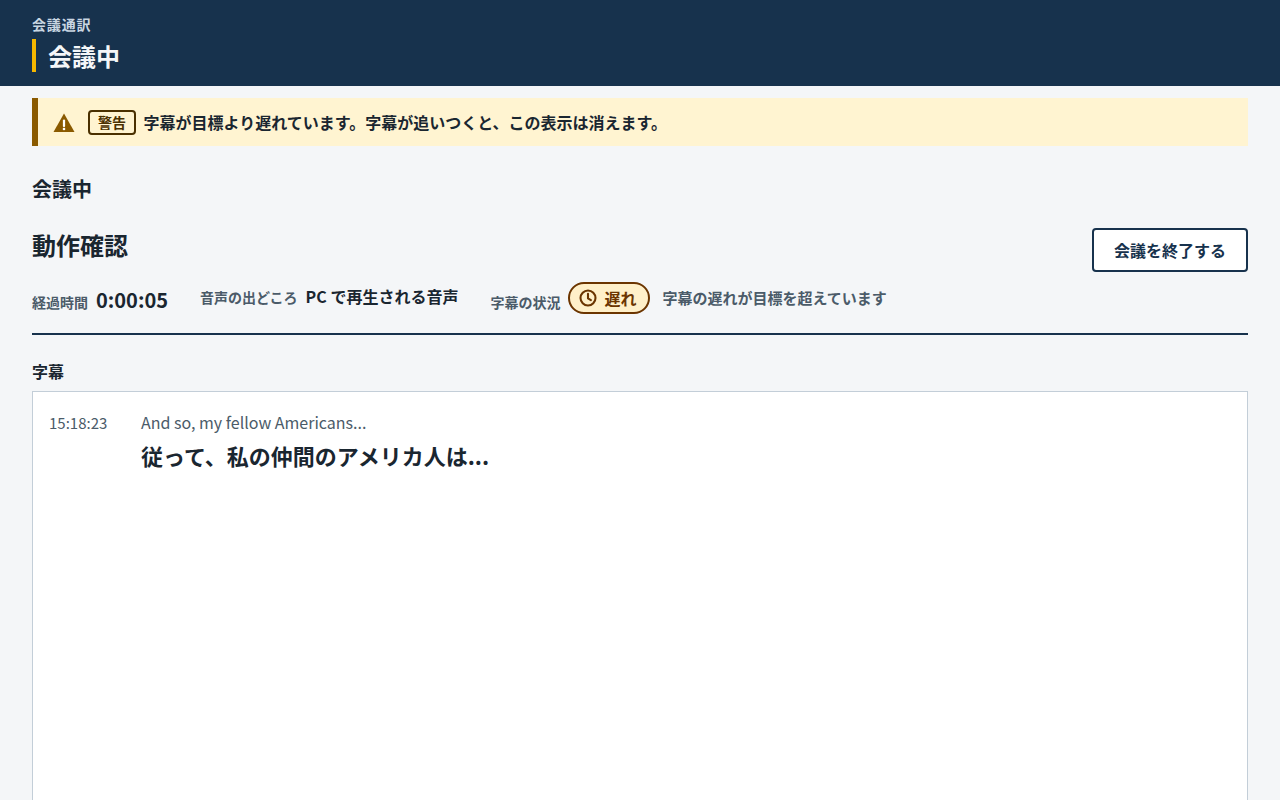 会議通訳
会議中
警告 字幕が目標より遅れています。字幕が追いつくと、この表示は消えます。
会議中
動作確認
会議を終了する
経過時間 0:00:05 音声の出どころ PC で再生される音声 字幕の状況 遅れ 字幕の遅れが目標を超えています
字幕
15:18:23 And so, my fellow Americans...
従って、私の仲間のアメリカ人は...